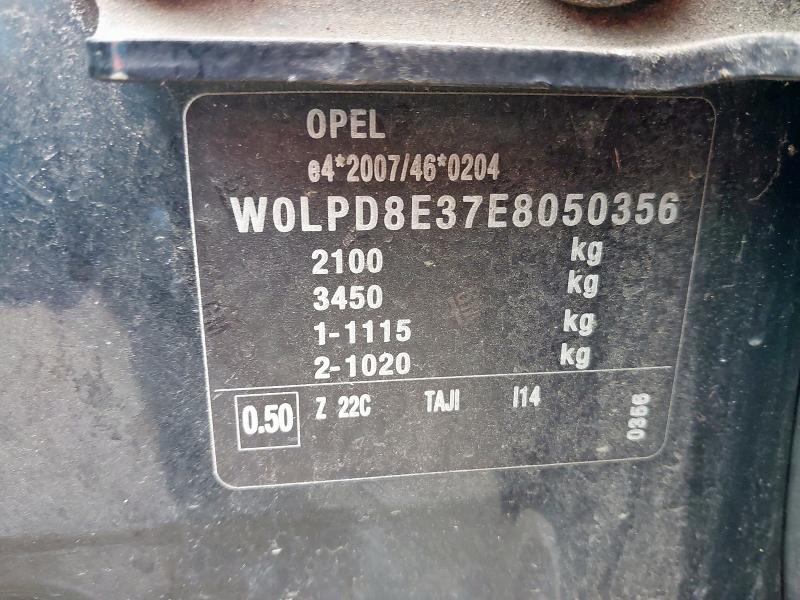 OPEL
e4*2007/46*0204
W0LPD8E37E8050356
2100 kg
3450 kg
1-1115 kg
2-1020 kg
0.50 Z 22C TAJI I14 0356